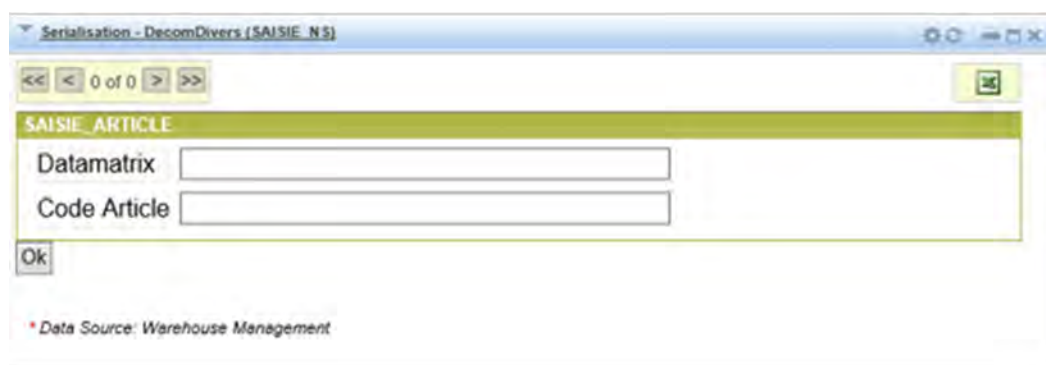 Serialisation - DecomDivers (SAISIE_NS)
<< < 0 of 0 > >>
SAISIE_ARTICLE
Datamatrix
Code Article
Ok
* Data Source: Warehouse Management